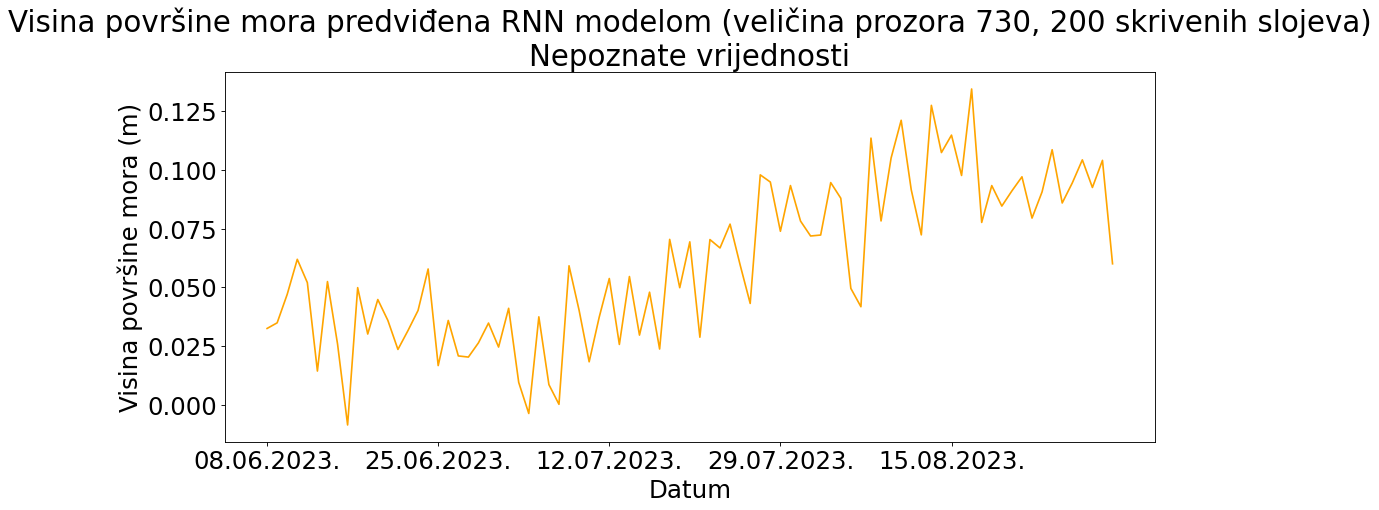 Visina površine mora predviđena RNN modelom (veličina prozora 730, 200 skrivenih slojeva)
Nepoznate vrijednosti
Visina površine mora (m)
0.125
0.100
0.075
0.050
0.025
0.000
08.06.2023. 25.06.2023. 12.07.2023. 29.07.2023. 15.08.2023.
Datum